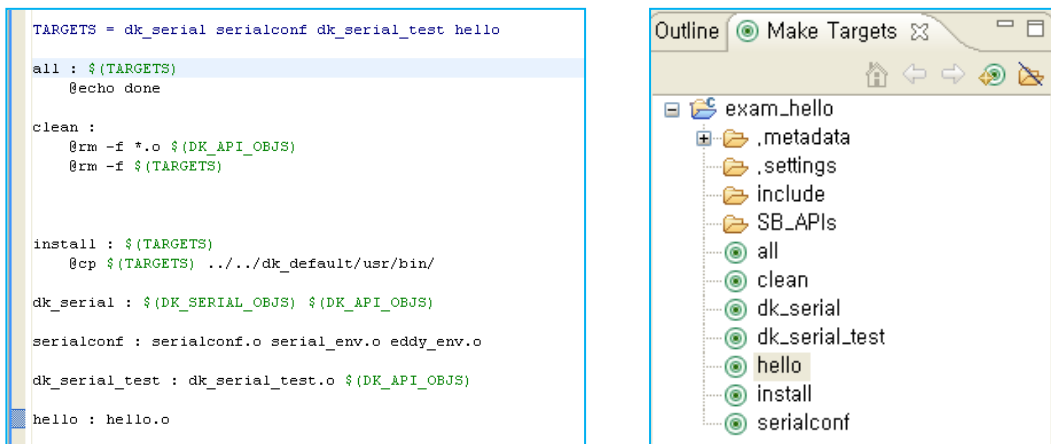 TARGETS = dk_serial serialconf dk_serial_test hello
all : $(TARGETS)
@echo done
clean :
@rm -f *.o $(DK_API_OBJS)
@rm -f $(TARGETS)
install : $(TARGETS)
@cp $(TARGETS) ../../dk_default/usr/bin/
dk_serial : $(DK_SERIAL_OBJS) $(DK_API_OBJS)
serialconf : serialconf.o serial_env.o eddy_env.o
dk_serial_test : dk_serial_test.o $(DK_API_OBJS)
hello : hello.o
Outline Make Targets
exam_hello
.metadata
.settings
include
SB_APIs
all
clean
dk_serial
dk_serial_test
hello
install
serialconf